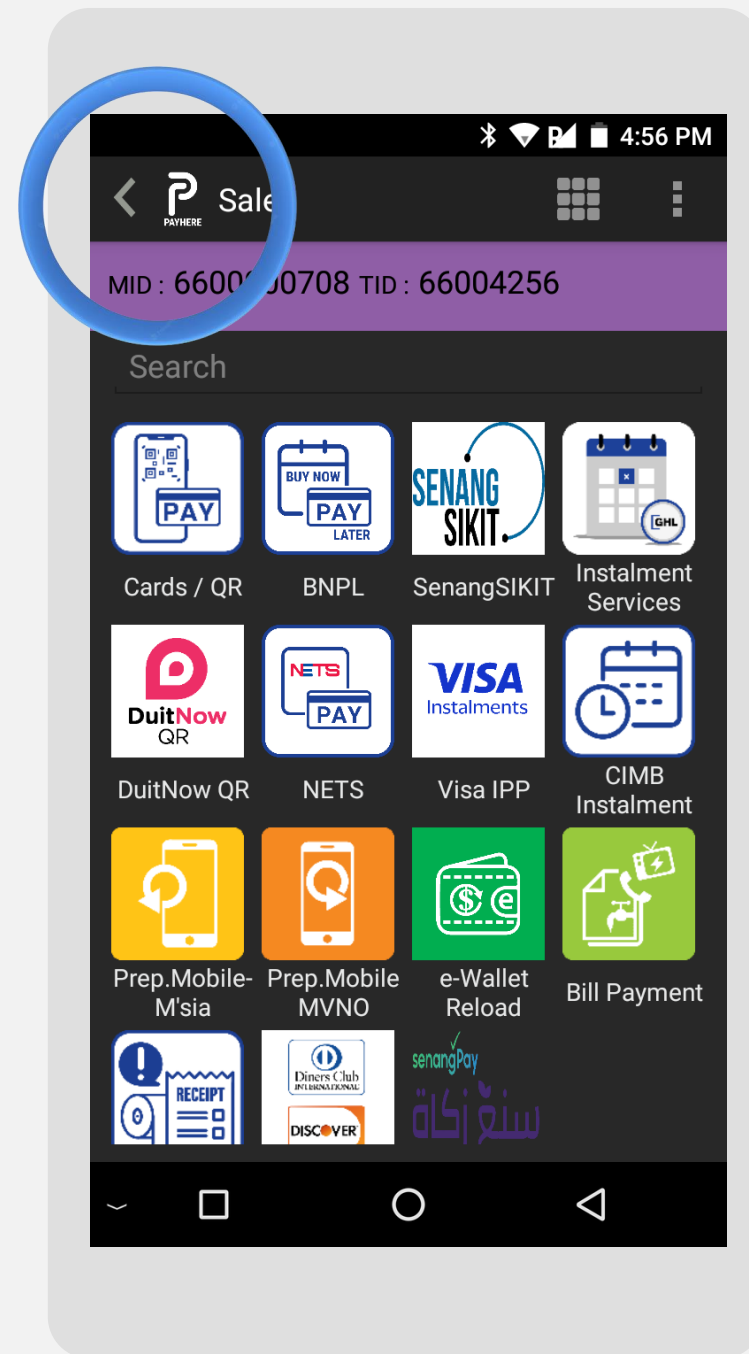 4:56 PM
PAYHERE
Sale
MID : 6600000708 TID : 66004256
Search
PAY
BUY NOW
PAY
LATER
SENANG
SIKIT.
GHL
Cards / QR
BNPL
SenangSIKIT
Instalment
Services
DuitNow
QR
NETS
PAY
VISA
Instalments
DuitNow QR
NETS
Visa IPP
CIMB
Instalment
$ e
Prep.Mobile-
M'sia
Prep.Mobile
MVNO
e-Wallet
Reload
Bill Payment
RECEIPT
Diners Club
INTERNATIONAL
DISCOVER
senangPay